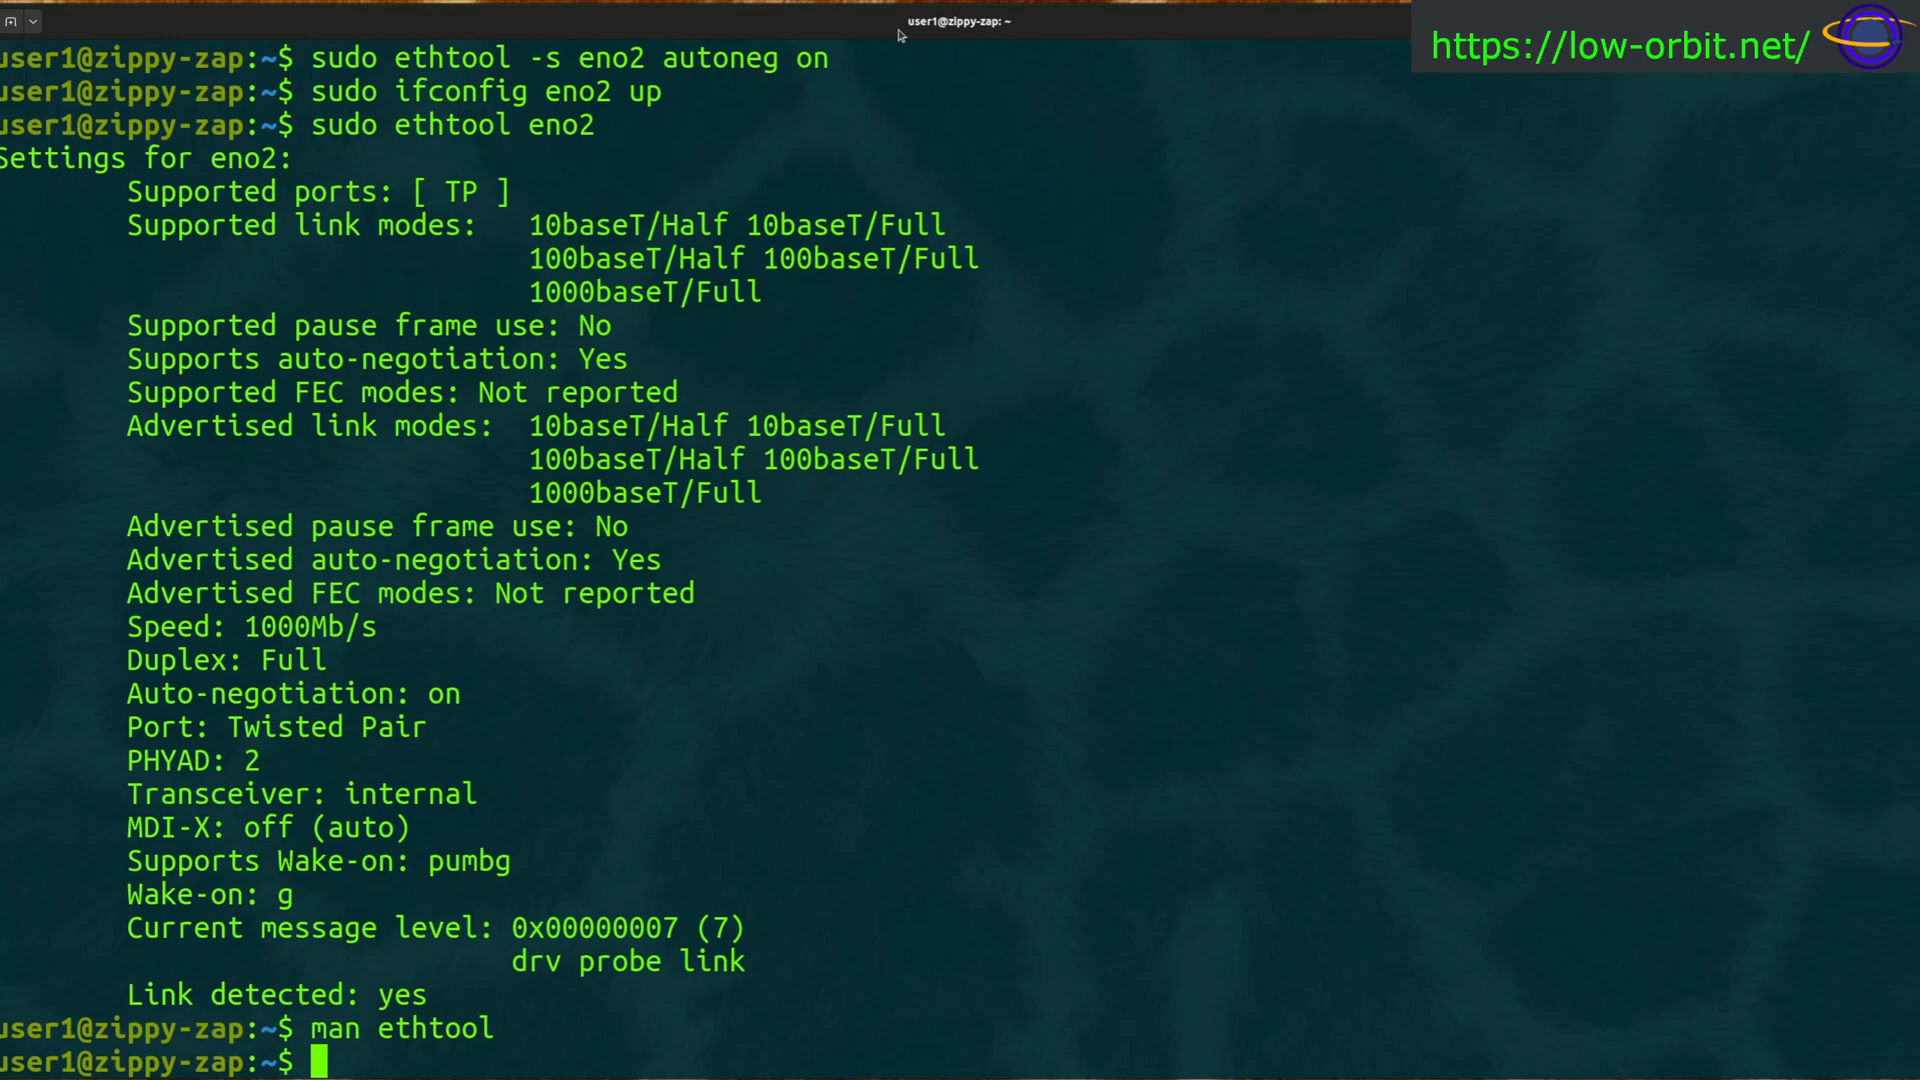 user1@zippy-zap: ~
https://low-orbit.net/
user1@zippy-zap:~$ sudo ethtool -s eno2 autoneg on
user1@zippy-zap:~$ sudo ifconfig eno2 up
user1@zippy-zap:~$ sudo ethtool eno2
Settings for eno2:
Supported ports: [ TP ]
Supported link modes: 10baseT/Half 10baseT/Full
100baseT/Half 100baseT/Full
1000baseT/Full
Supported pause frame use: No
Supports auto-negotiation: Yes
Supported FEC modes: Not reported
Advertised link modes: 10baseT/Half 10baseT/Full
100baseT/Half 100baseT/Full
1000baseT/Full
Advertised pause frame use: No
Advertised auto-negotiation: Yes
Advertised FEC modes: Not reported
Speed: 1000Mb/s
Duplex: Full
Auto-negotiation: on
Port: Twisted Pair
PHYAD: 2
Transceiver: internal
MDI-X: off (auto)
Supports Wake-on: pumbg
Wake-on: g
Current message level: 0x00000007 (7)
drv probe link
Link detected: yes
user1@zippy-zap:~$ man ethtool
user1@zippy-zap:~$